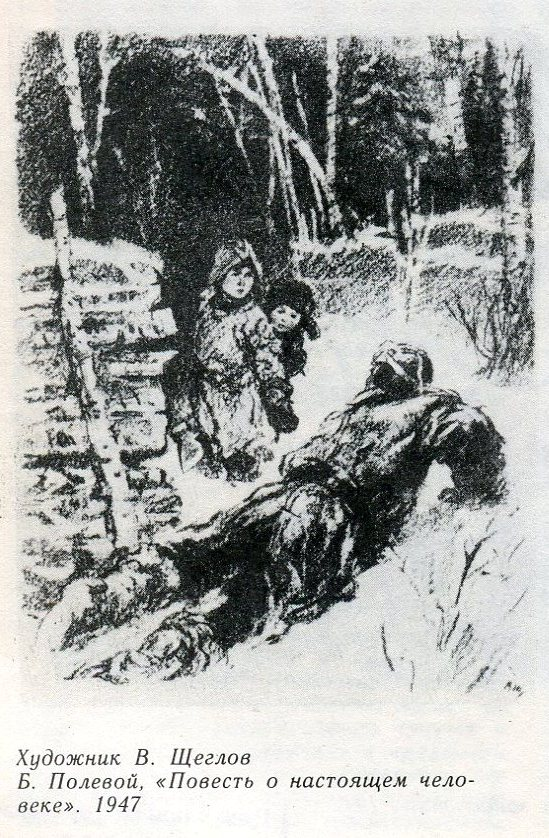 Художник В. Щеглов
Б. Полевой, «Повесть о настоящем чело-
веке». 1947